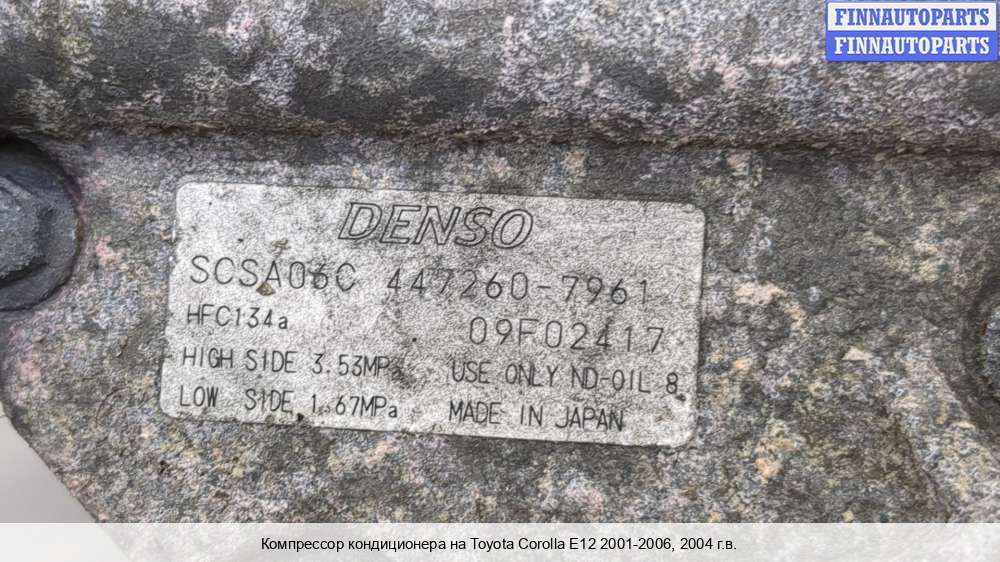 FINNAUTOPARTS
FINNAUTOPARTS
DENSO
SCSA06C 447260-7961
HFC134a 09F02417
HIGH SIDE 3.53MPa USE ONLY ND-OIL 8
LOW SIDE 1.67MPa MADE IN JAPAN
Компрессор кондиционера на Toyota Corolla E12 2001-2006, 2004 г.в.